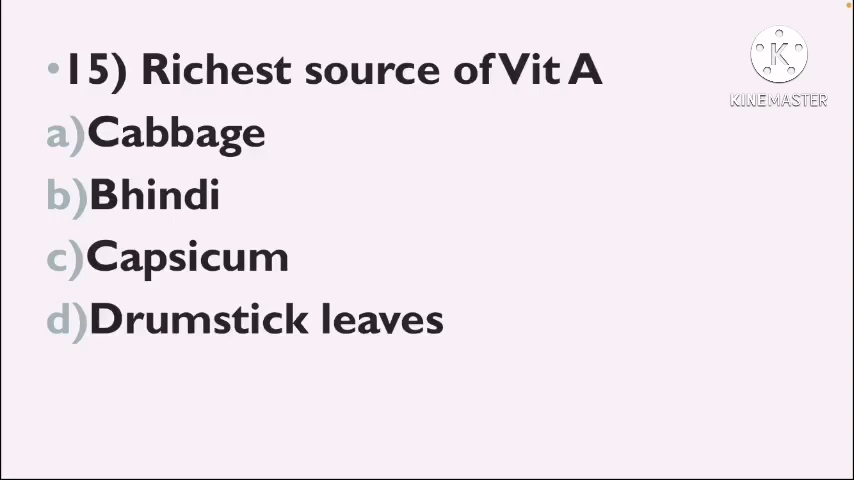 •15) Richest source of Vit A
KINEMASTER
a)Cabbage
b)Bhindi
c)Capsicum
d)Drumstick leaves